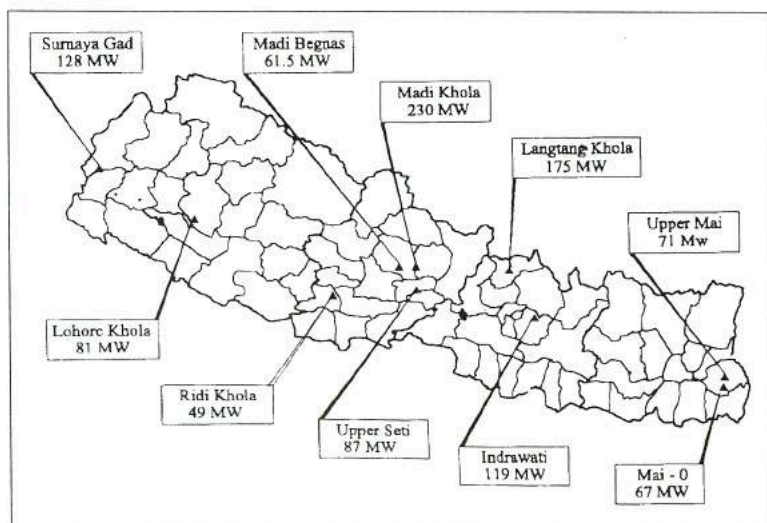 Surnaya Gad
128 MW
Madi Begnas
61.5 MW
Madi Khola
230 MW
Langtang Khola
175 MW
Upper Mai
71 Mw
Lohore Khola
81 MW
Ridi Khola
49 MW
Upper Seti
87 MW
Indrawati
119 MW
Mai - 0
67 MW